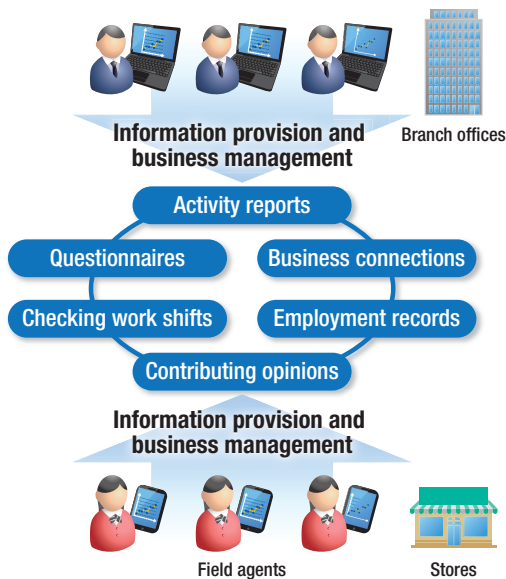 Information provision and
business management
Branch offices
Activity reports
Questionnaires
Business connections
Checking work shifts
Employment records
Contributing opinions
Information provision and
business management
Field agents
Stores